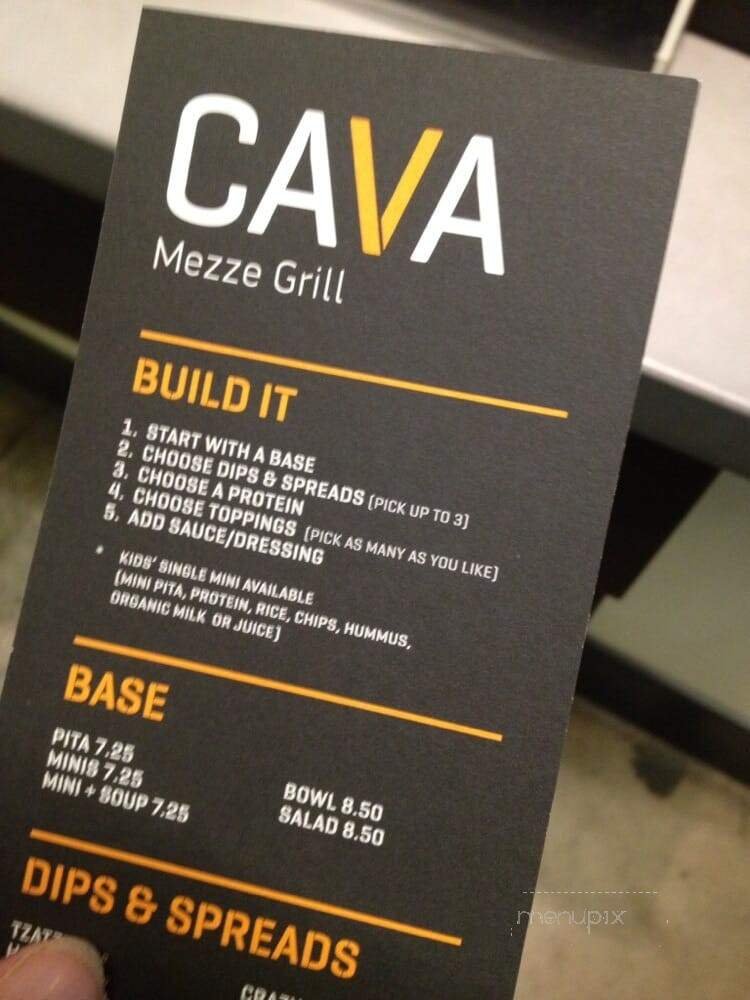 CAVA
Mezze Grill
BUILD IT
1. START WITH A BASE
2. CHOOSE DIPS & SPREADS (PICK UP TO 3)
3. CHOOSE A PROTEIN
4. CHOOSE TOPPINGS (PICK AS MANY AS YOU LIKE)
5. ADD SAUCE/DRESSING
* KIDS' SINGLE MINI AVAILABLE
(MINI PITA, PROTEIN, RICE, CHIPS, HUMMUS,
ORGANIC MILK OR JUICE)
BASE
PITA 7.25
MINIS 7.25
MINI + SOUP 7.25
BOWL 8.50
SALAD 8.50
DIPS & SPREADS
menupix